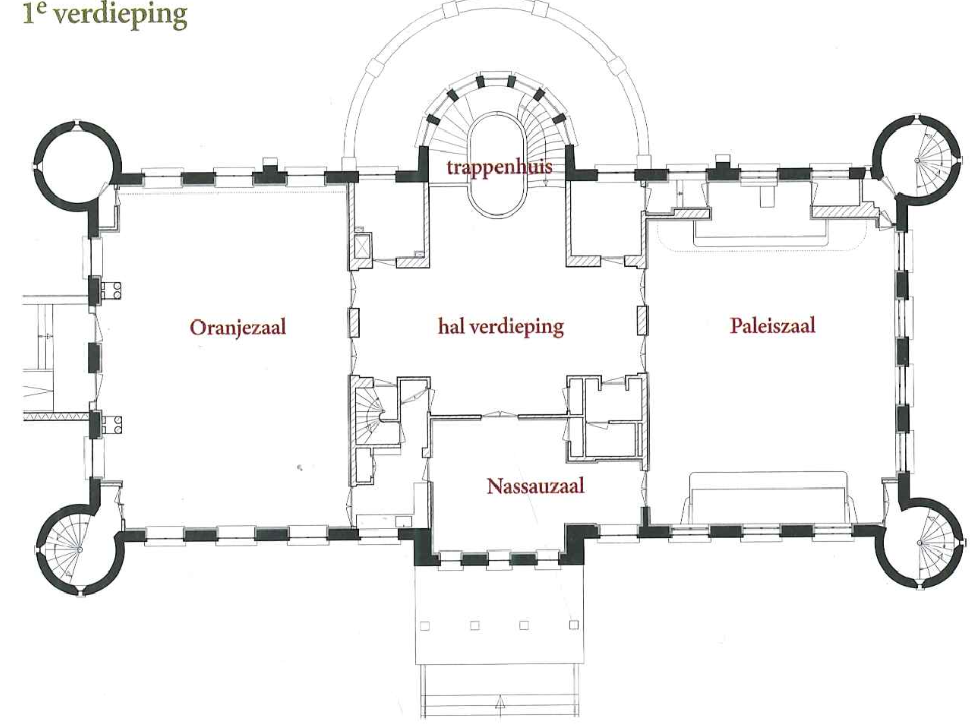 1e verdieping
trappenhuis
Oranjezaal
hal verdieping
Paleiszaal
Nassauzaal